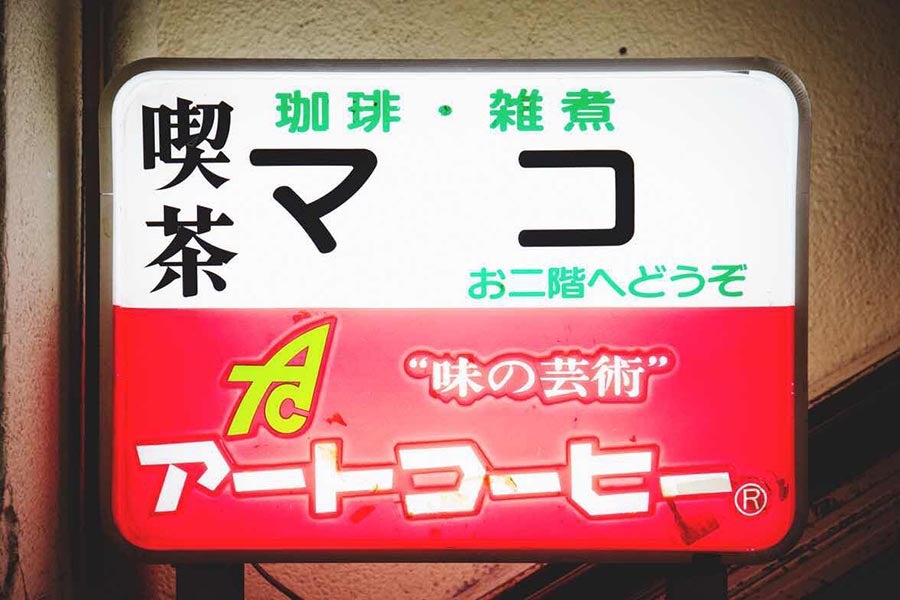 珈琲・雑煮
喫茶
マコ
お二階へどうぞ
AC
“味の芸術”
アートコーヒー®